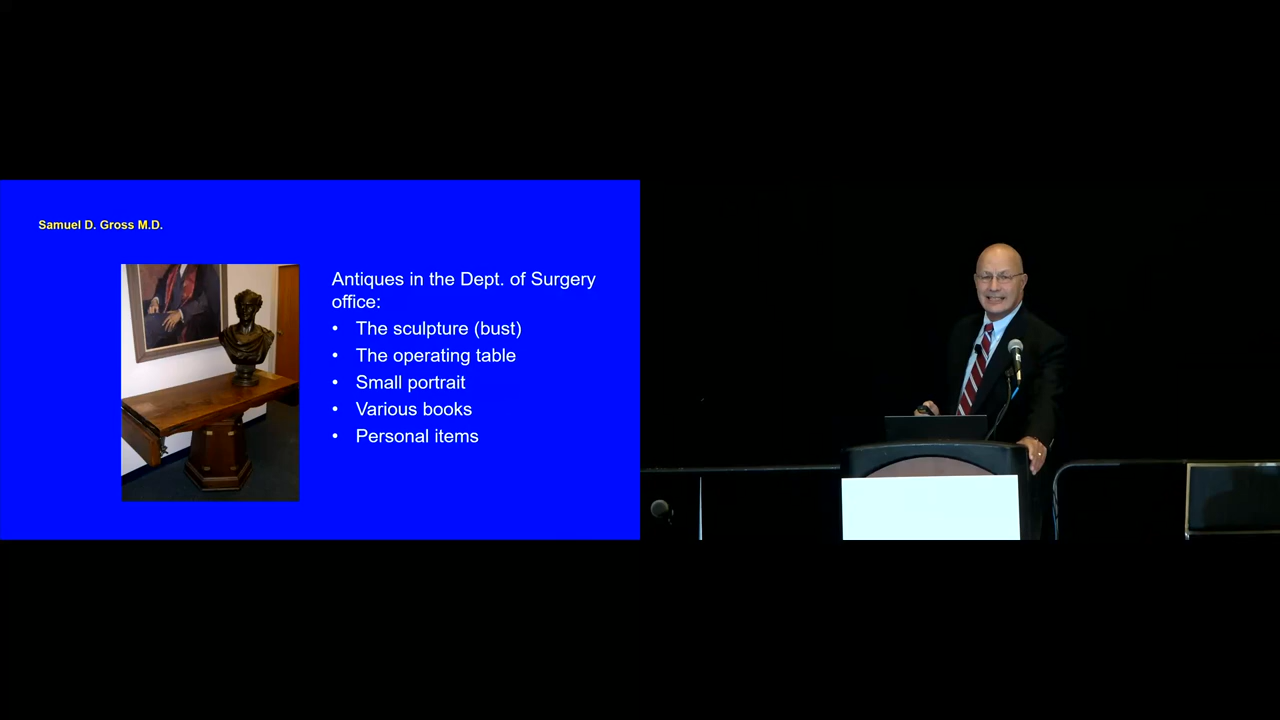 Samuel D. Gross M.D.
Antiques in the Dept. of Surgery
office:
• The sculpture (bust)
• The operating table
• Small portrait
• Various books
• Personal items